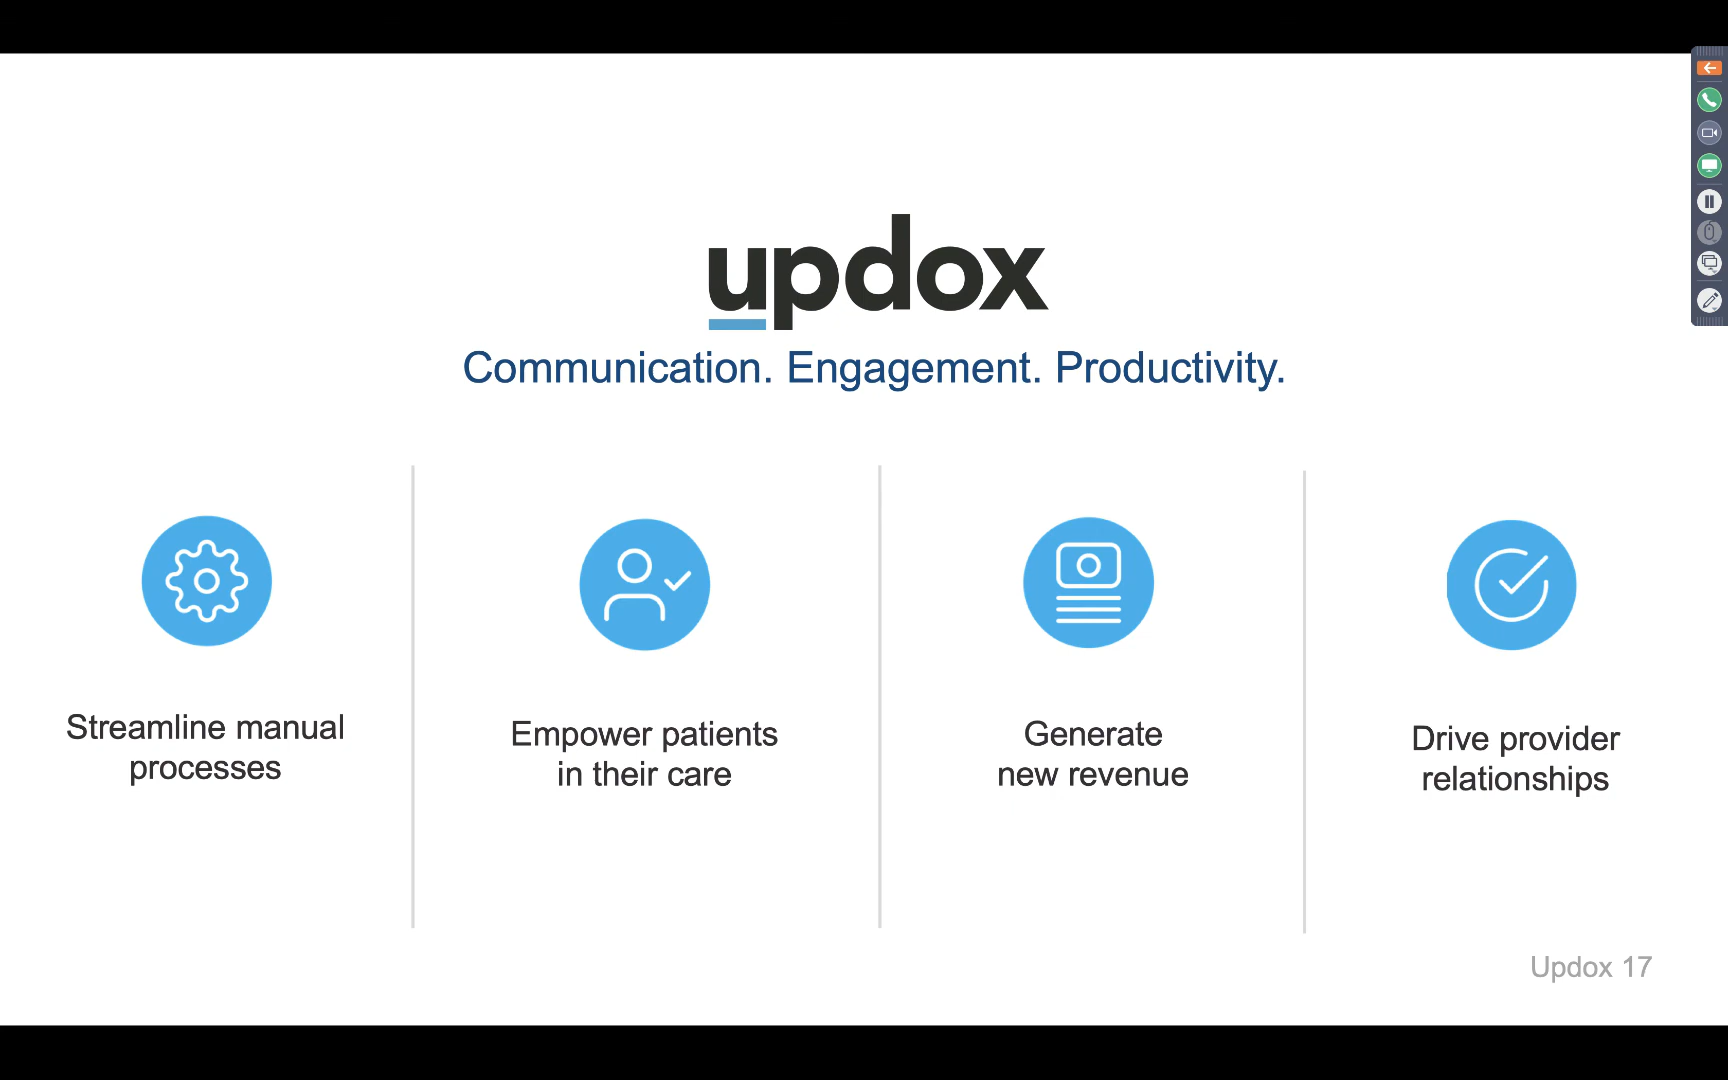 updox
Communication. Engagement. Productivity.
Streamline manual
processes
Empower patients
in their care
Generate
new revenue
Drive provider
relationships
Updox 17